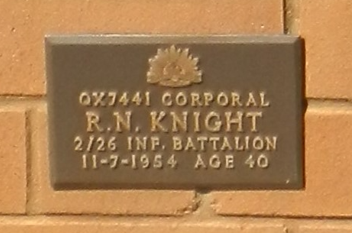 QX7441 CORPORAL
R.N. KNIGHT
2/26 INF. BATTALION
11-7-1954 AGE 40